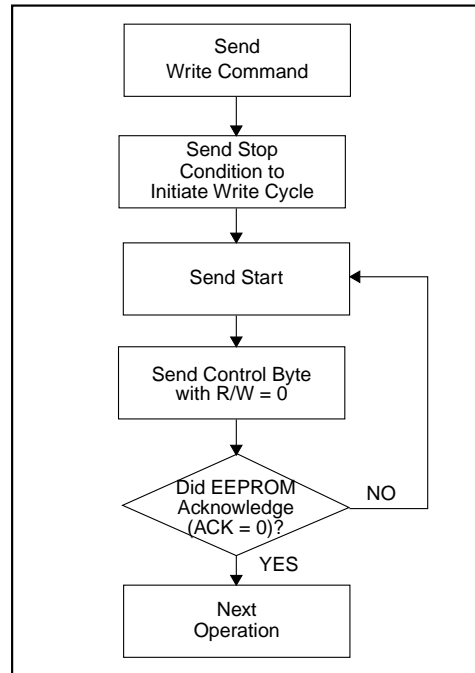 Send
Write Command
Send Stop
Condition to
Initiate Write Cycle
Send Start
Send Control Byte
with R/W = 0
Did EEPROM
Acknowledge
(ACK = 0)?
NO
YES
Next
Operation